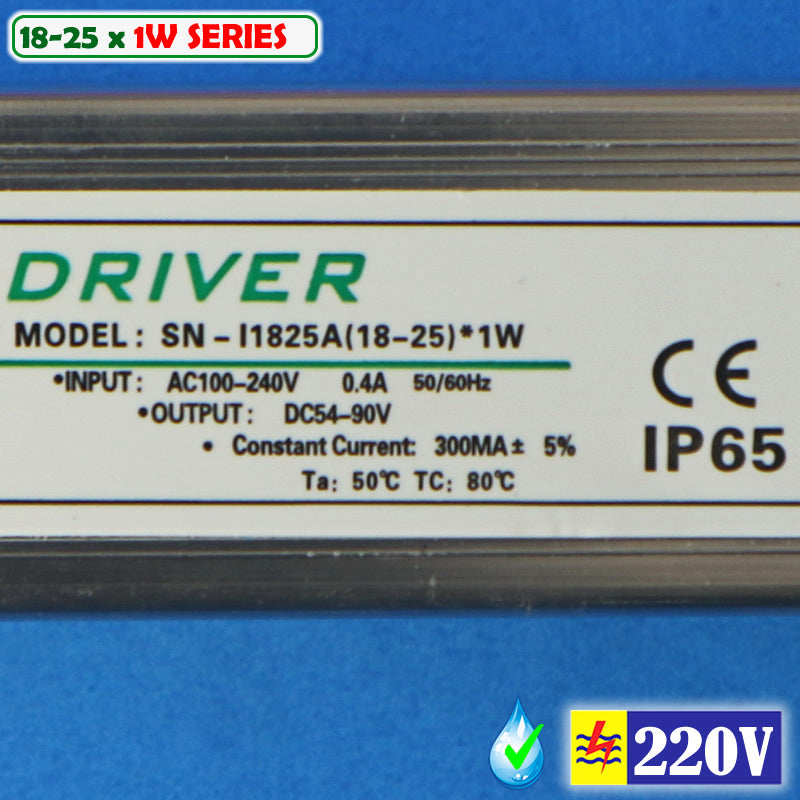 18-25 x 1W SERIES
DRIVER
MODEL: SN-I1825A(18-25)*1W
•INPUT: AC100-240V 0.4A 50/60Hz
•OUTPUT: DC54-90V
• Constant Current: 300MA± 5%
Ta: 50℃ TC: 80℃
CE
IP65
220V